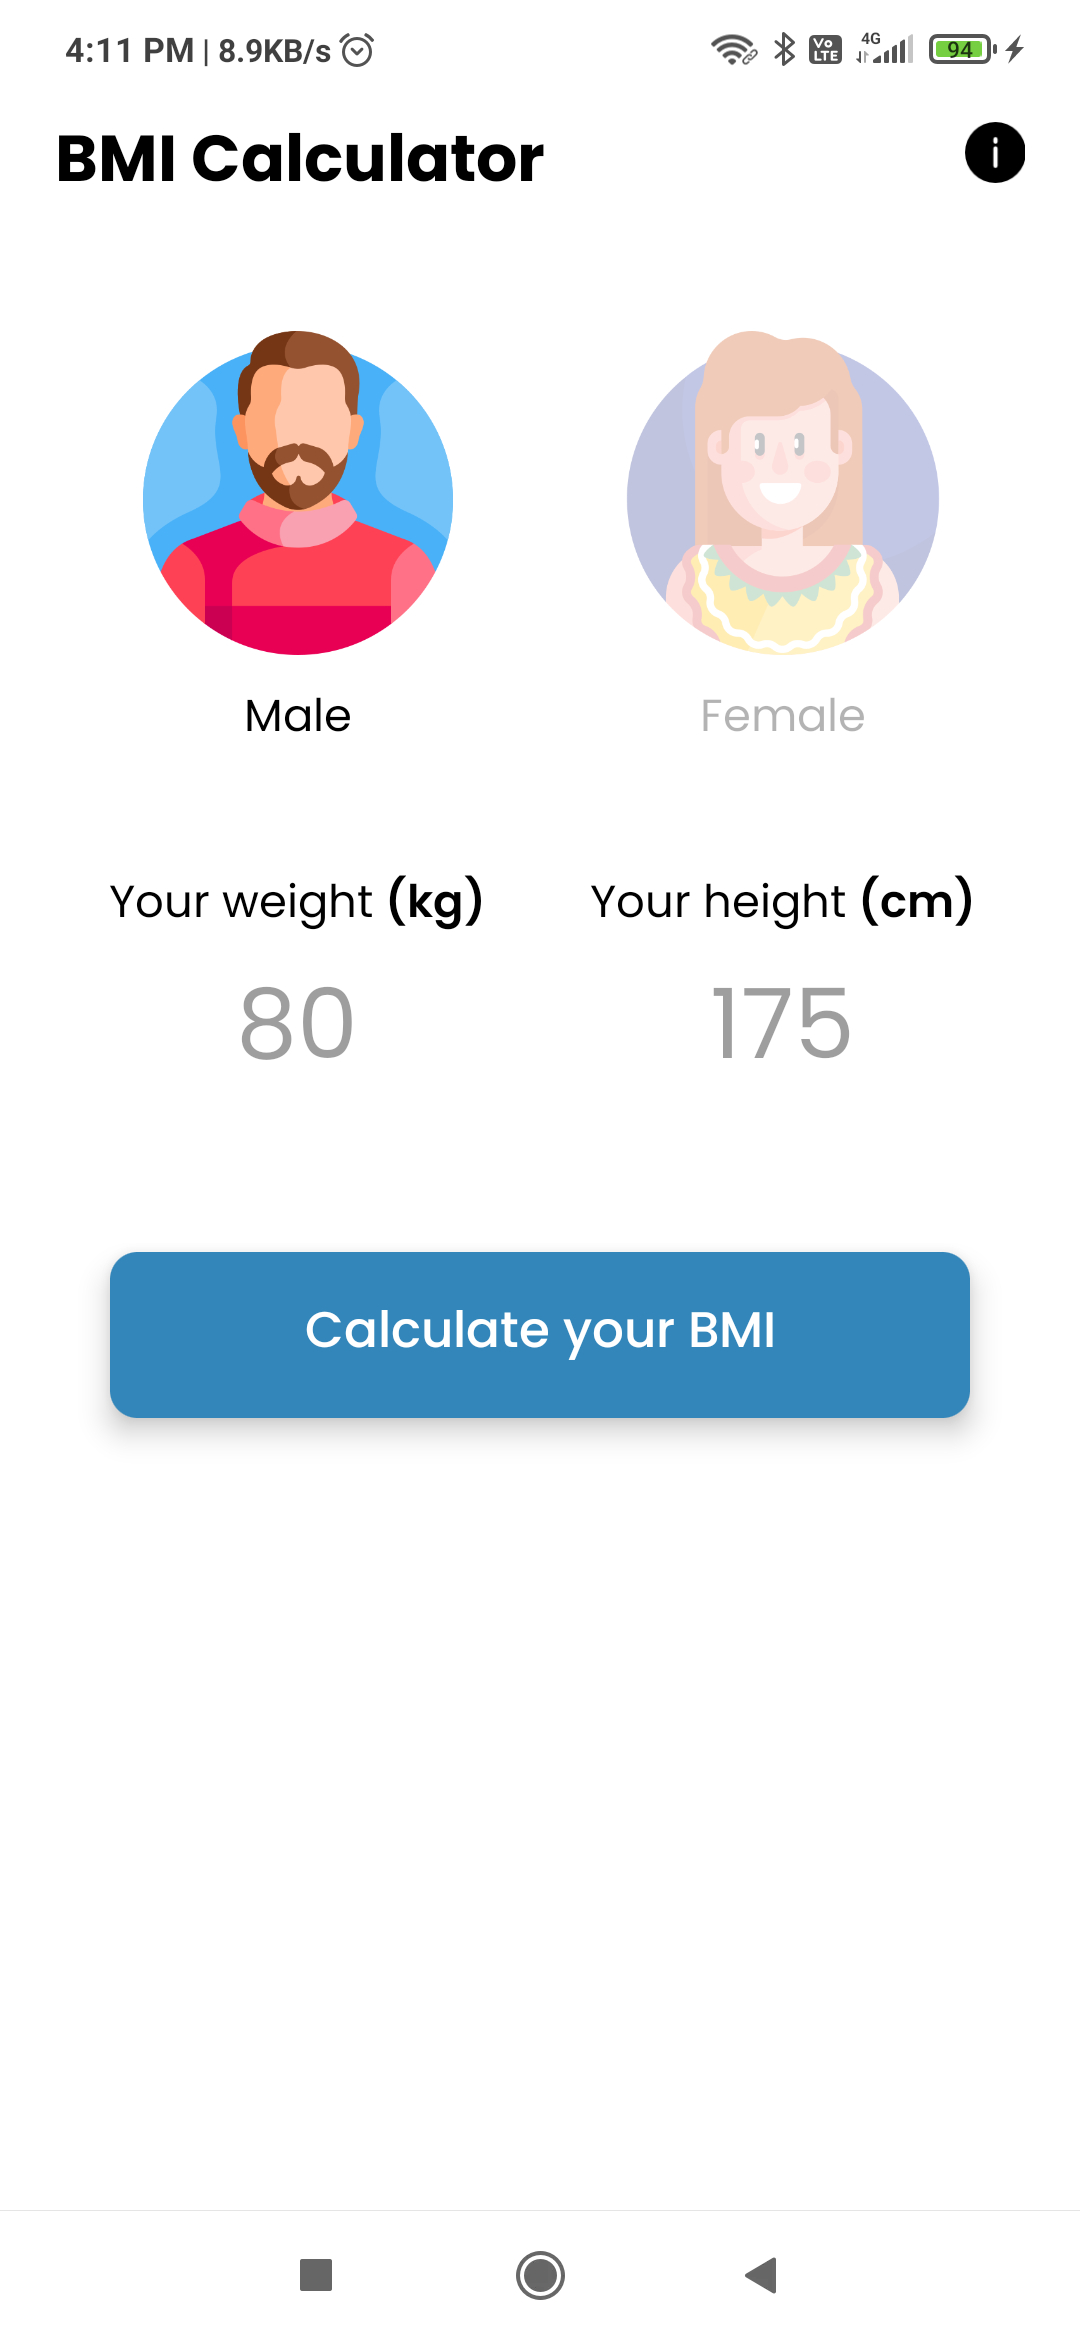 4:11 PM | 8.9KB/s
Vo LTE 4G 94
BMI Calculator
i
Male
Female
Your weight (kg)
Your height (cm)
80
175
Calculate your BMI